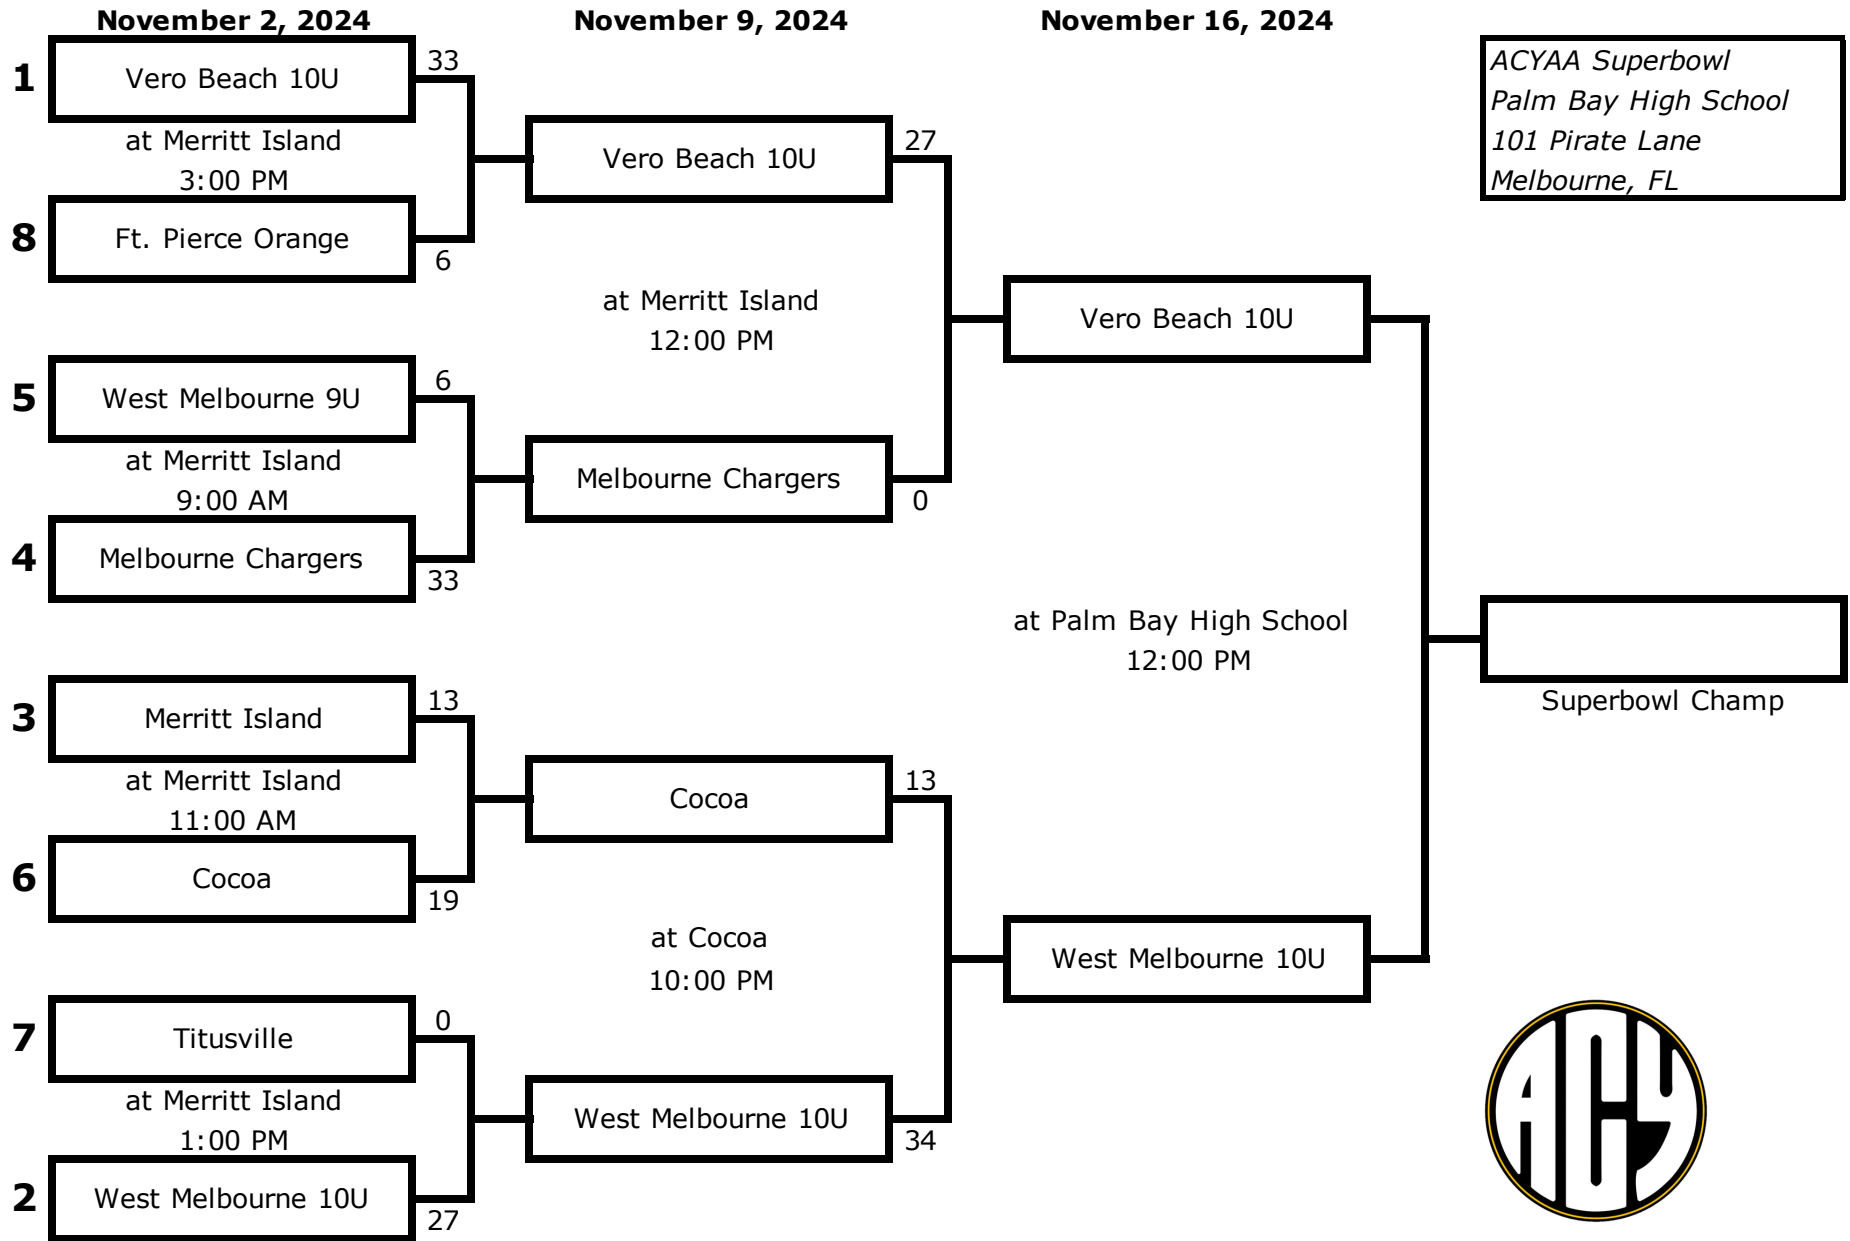 November 2, 2024
November 9, 2024
November 16, 2024
ACYAA Superbowl
Palm Bay High School
101 Pirate Lane
Melbourne, FL
1
Vero Beach 10U
33
at Merritt Island
3:00 PM
8
Ft. Pierce Orange
6
5
West Melbourne 9U
6
at Merritt Island
9:00 AM
4
Melbourne Chargers
33
3
Merritt Island
13
at Merritt Island
11:00 AM
6
Cocoa
19
7
Titusville
0
at Merritt Island
1:00 PM
2
West Melbourne 10U
27
Vero Beach 10U
27
at Merritt Island
12:00 PM
Melbourne Chargers
0
Cocoa
13
at Cocoa
10:00 PM
West Melbourne 10U
34
Vero Beach 10U
at Palm Bay High School
12:00 PM
West Melbourne 10U
Superbowl Champ
ACY